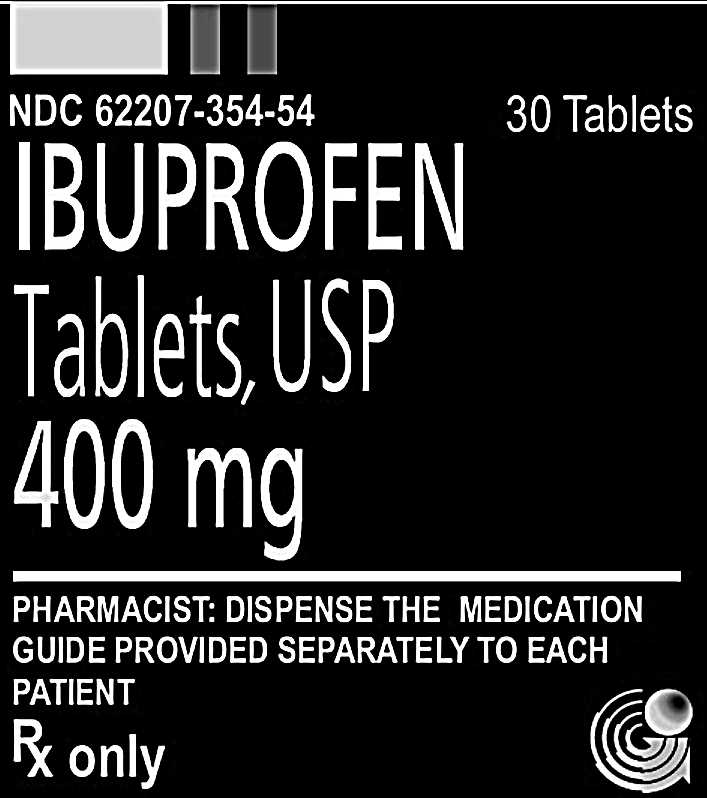 NDC 62207-354-54
30 Tablets
IBUPROFEN
Tablets, USP
400 mg
PHARMACIST: DISPENSE THE MEDICATION
GUIDE PROVIDED SEPARATELY TO EACH
PATIENT
Rx only